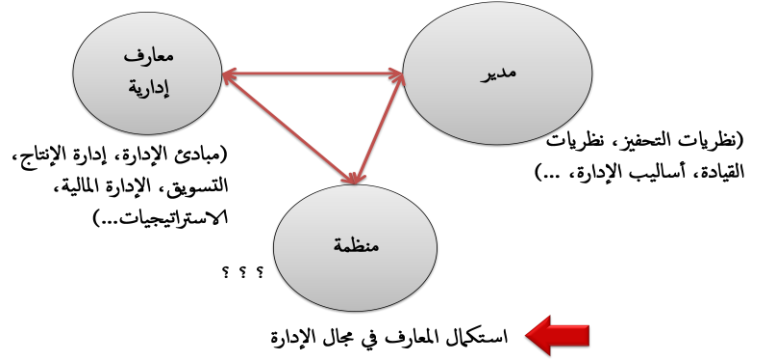 معارف
إدارية
مدير
(نظريات التحفيز، نظريات
القيادة، أساليب الإدارة، ...)
(مبادئ الإدارة، إدارة الإنتاج،
التسويق، الإدارة المالية،
الاستراتيجيات...)
منظمة
؟ ؟ ؟
استكمال المعارف في مجال الإدارة